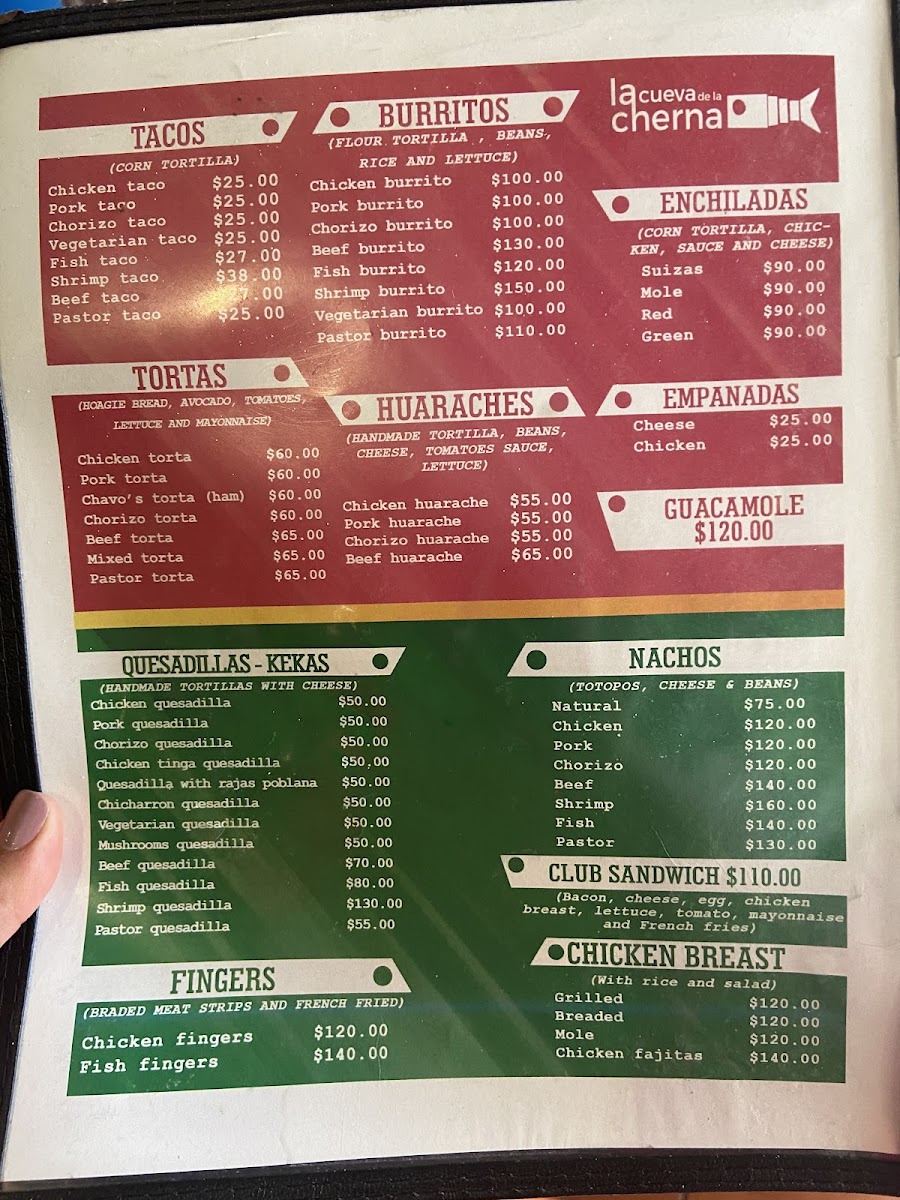 la cueva de la
cherna
TACOS
(CORN TORTILLA)
Chicken taco $25.00
Pork taco $25.00
Chorizo taco $25.00
Vegetarian taco $25.00
Fish taco $27.00
Shrimp taco $38.00
Beef taco 7.00
Pastor taco $25.00
BURRITOS
(FLOUR TORTILLA , BEANS,
RICE AND LETTUCE)
Chicken burrito $100.00
Pork burrito $100.00
Chorizo burrito $100.00
Beef burrito $130.00
Fish burrito $120.00
Shrimp burrito $150.00
Vegetarian burrito $100.00
Pastor burrito $110.00
ENCHILADAS
(CORN TORTILLA, CHIC-
KEN, SAUCE AND CHEESE)
Suizas $90.00
Mole $90.00
Red $90.00
Green $90.00
TORTAS
(HOAGIE BREAD, AVOCADO, TOMATOES,
LETTUCE AND MAYONNAISE)
Chicken torta $60.00
Pork torta $60.00
Chavo's torta (ham) $60.00
Chorizo torta $60.00
Beef torta $65.00
Mixed torta $65.00
Pastor torta $65.00
HUARACHES
(HANDMADE TORTILLA, BEANS,
CHEESE, TOMATOES SAUCE,
LETTUCE)
Chicken huarache $55.00
Pork huarache $55.00
Chorizo huarache $55.00
Beef huarache $65.00
EMPANADAS
Cheese $25.00
Chicken $25.00
GUACAMOLE
$120.00
QUESADILLAS - KEKAS
(HANDMADE TORTILLAS WITH CHEESE)
Chicken quesadilla $50.00
Pork quesadilla $50.00
Chorizo quesadilla $50.00
Chicken tinga quesadilla $50.00
Quesadilla with rajas poblana $50.00
Chicharron quesadilla $50.00
Vegetarian quesadilla $50.00
Mushrooms quesadilla $50.00
Beef quesadilla $70.00
Fish quesadilla $80.00
Shrimp quesadilla $130.00
Pastor quesadilla $55.00
NACHOS
(TOTOPOS, CHEESE & BEANS)
Natural $75.00
Chicken $120.00
Pork $120.00
Chorizo $120.00
Beef $140.00
Shrimp $160.00
Fish $140.00
Pastor $130.00
CLUB SANDWICH $110.00
(Bacon, cheese, egg, chicken
breast, lettuce, tomato, mayonnaise
and French fries)
FINGERS
(BRADED MEAT STRIPS AND FRENCH FRIED)
Chicken fingers $120.00
Fish fingers $140.00
CHICKEN BREAST
(With rice and salad)
Grilled $120.00
Breaded $120.00
Mole $120.00
Chicken fajitas $140.00